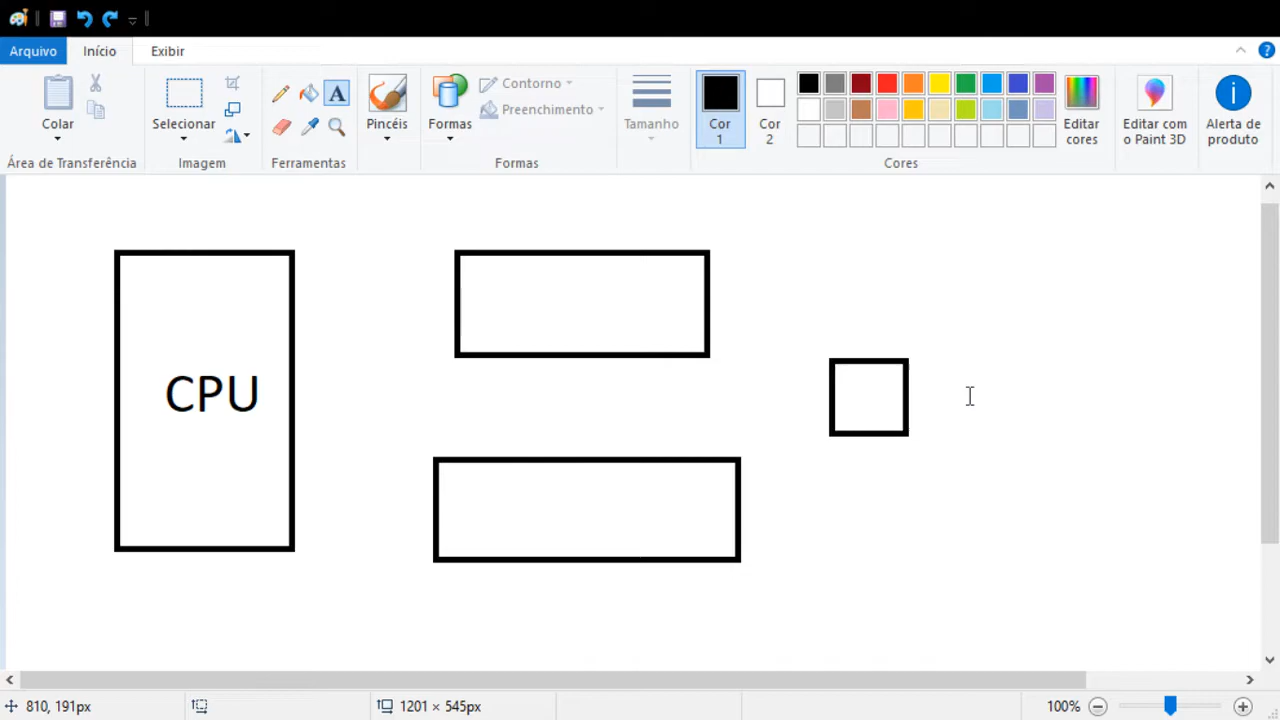 Arquivo Início Exibir
Colar
Selecionar
A
Pincéis
Formas
Contorno
Preenchimento
Tamanho
Cor 1
Cor 2
Editar cores
Editar com o Paint 3D
Alerta de produto
Área de Transferência
Imagem
Ferramentas
Formas
Cores
CPU
810, 191px
1201 × 545px
100%